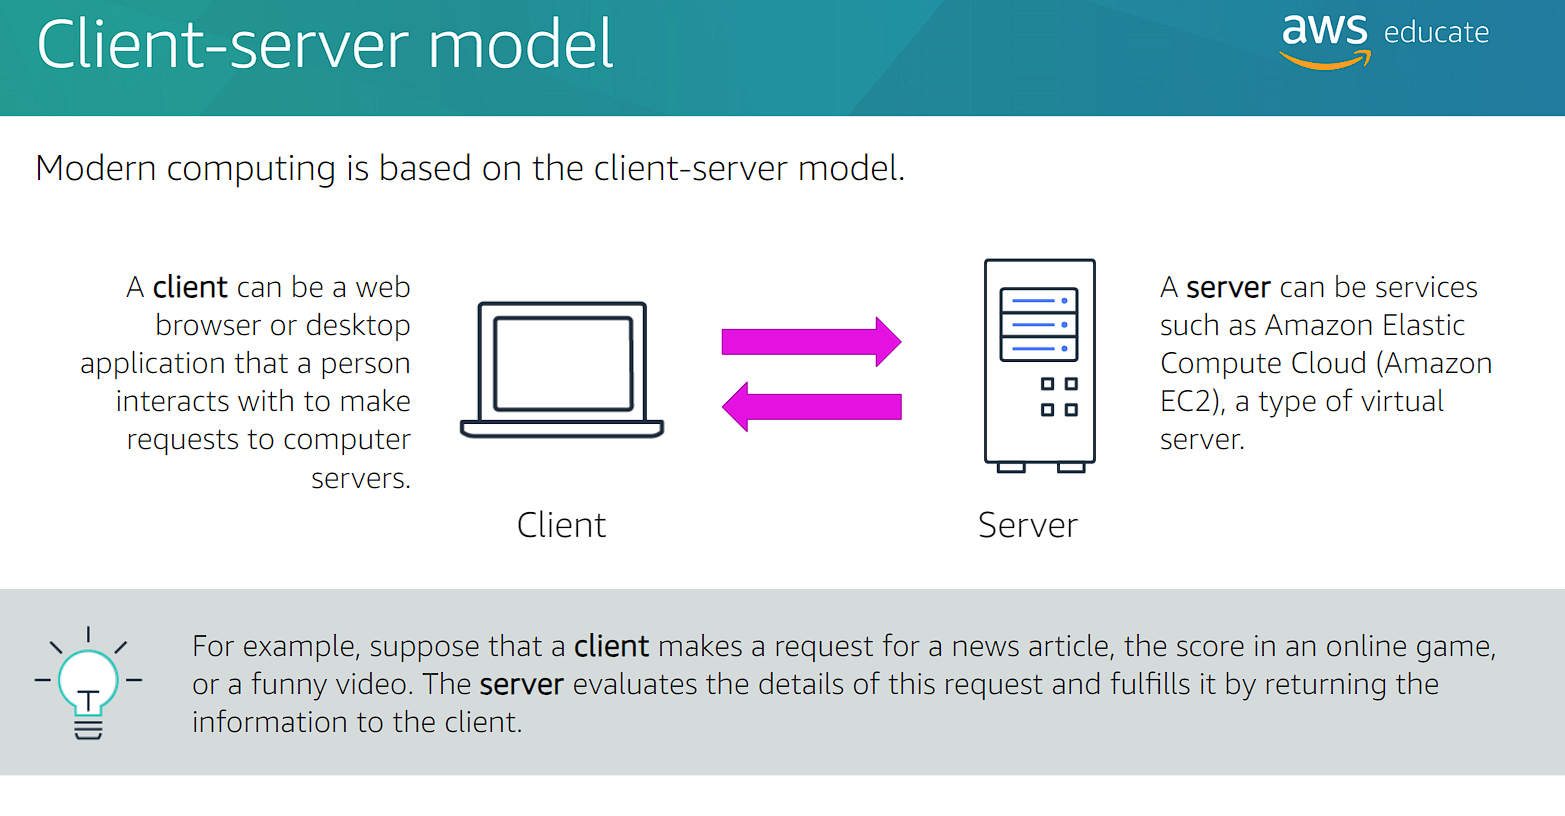 Client-server model
aws educate
Modern computing is based on the client-server model.
A client can be a web
browser or desktop
application that a person
interacts with to make
requests to computer
servers.
Client
Server
A server can be services
such as Amazon Elastic
Compute Cloud (Amazon
EC2), a type of virtual
server.
For example, suppose that a client makes a request for a news article, the score in an online game,
or a funny video. The server evaluates the details of this request and fulfills it by returning the
information to the client.